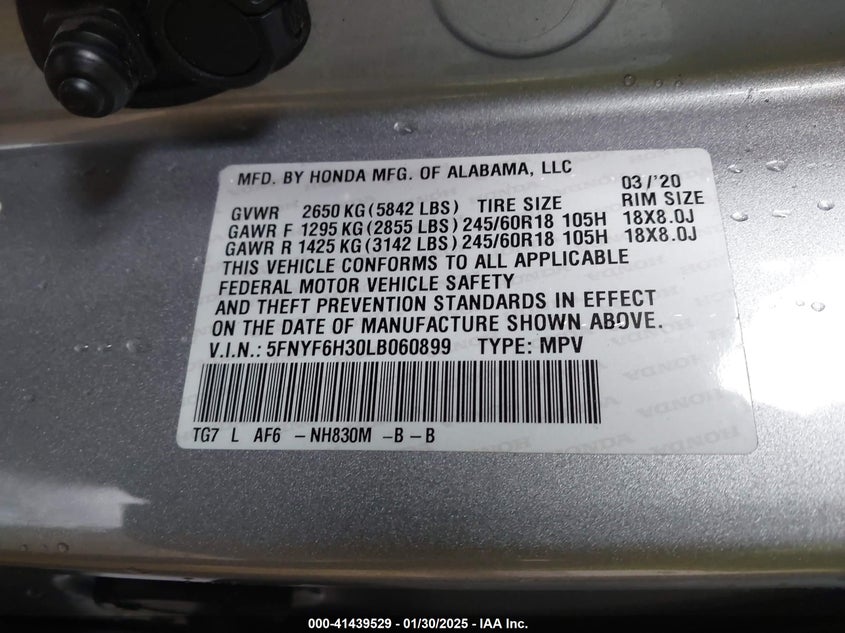 MFD. BY HONDA MFG. OF ALABAMA, LLC
03/'20
GVWR 2650 KG (5842 LBS) TIRE SIZE RIM SIZE
GAWR F 1295 KG (2855 LBS) 245/60R18 105H 18X8.0J
GAWR R 1425 KG (3142 LBS) 245/60R18 105H 18X8.0J
THIS VEHICLE CONFORMS TO ALL APPLICABLE
FEDERAL MOTOR VEHICLE SAFETY
AND THEFT PREVENTION STANDARDS IN EFFECT
ON THE DATE OF MANUFACTURE SHOWN ABOVE.
V.I.N.: 5FNYF6H30LB060899 TYPE: MPV
TG7 L AF6 - NH830M - B - B
HONDA HONDA HONDA
000-41439529 - 01/30/2025 - IAA Inc.